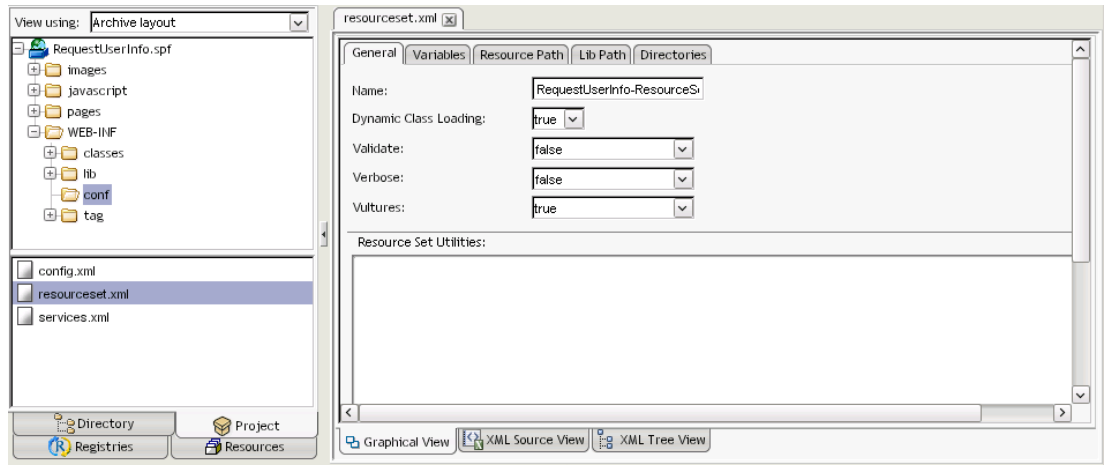 View using: Archive layout
RequestUserInfo.spf
images
javascript
pages
WEB-INF
classes
lib
conf
tag
config.xml
resourceset.xml
services.xml
Directory
Project
Registries
Resources
resourceset.xml
General Variables Resource Path Lib Path Directories
Name: RequestUserInfo-ResourceS
Dynamic Class Loading: true
Validate: false
Verbose: false
Vultures: true
Resource Set Utilities:
Graphical View XML Source View XML Tree View